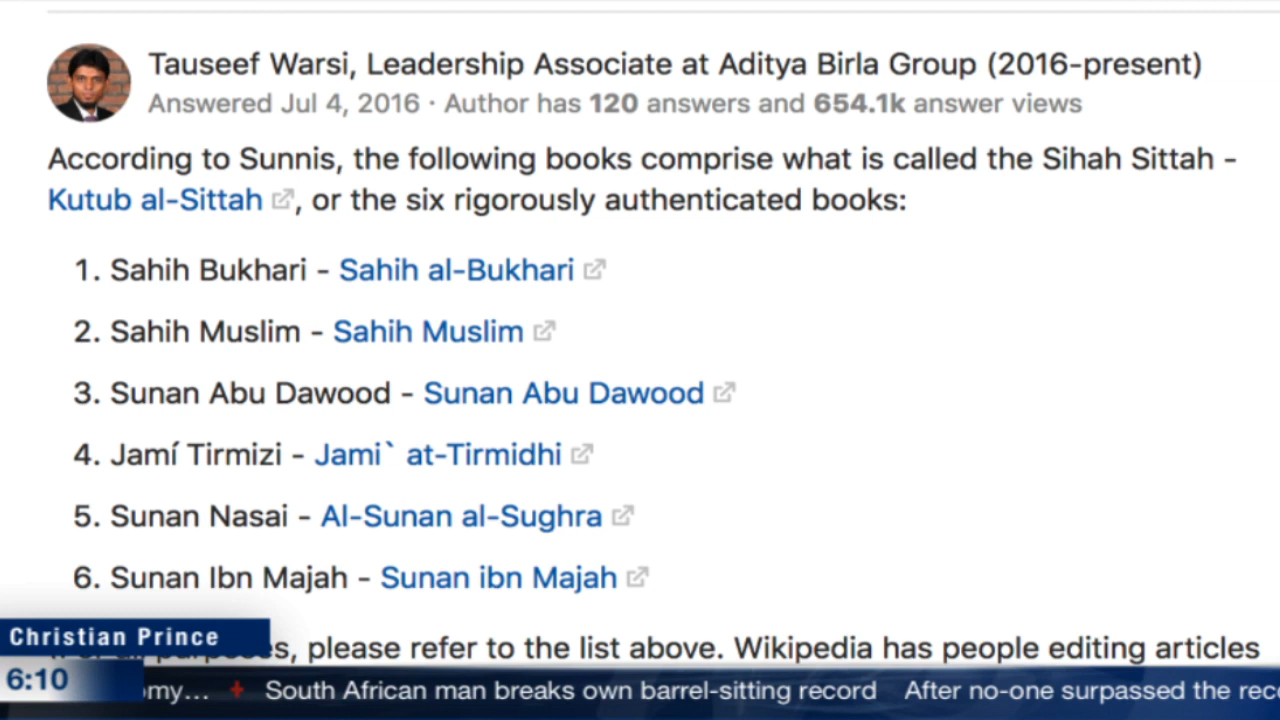 Tauseef Warsi, Leadership Associate at Aditya Birla Group (2016-present)
Answered Jul 4, 2016 · Author has 120 answers and 654.1k answer views
According to Sunnis, the following books comprise what is called the Sihah Sittah -
Kutub al-Sittah, or the six rigorously authenticated books:
1. Sahih Bukhari - Sahih al-Bukhari
2. Sahih Muslim - Sahih Muslim
3. Sunan Abu Dawood - Sunan Abu Dawood
4. Jamí Tirmizi - Jami` at-Tirmidhi
5. Sunan Nasai - Al-Sunan al-Sughra
6. Sunan Ibn Majah - Sunan ibn Majah
please refer to the list above. Wikipedia has people editing articles
Christian Prince
6:10
omy... South African man breaks own barrel-sitting record After no-one surpassed the rec